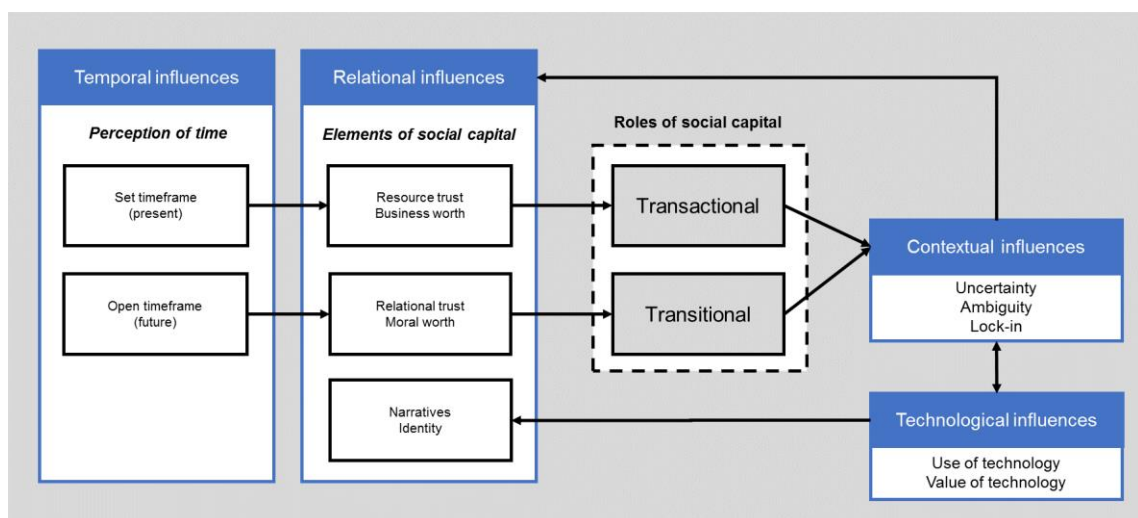 Temporal influences
Perception of time
Set timeframe
(present)
Open timeframe
(future)
Relational influences
Elements of social capital
Resource trust
Business worth
Relational trust
Moral worth
Narratives
Identity
Roles of social capital
Transactional
Transitional
Contextual influences
Uncertainty
Ambiguity
Lock-in
Technological influences
Use of technology
Value of technology